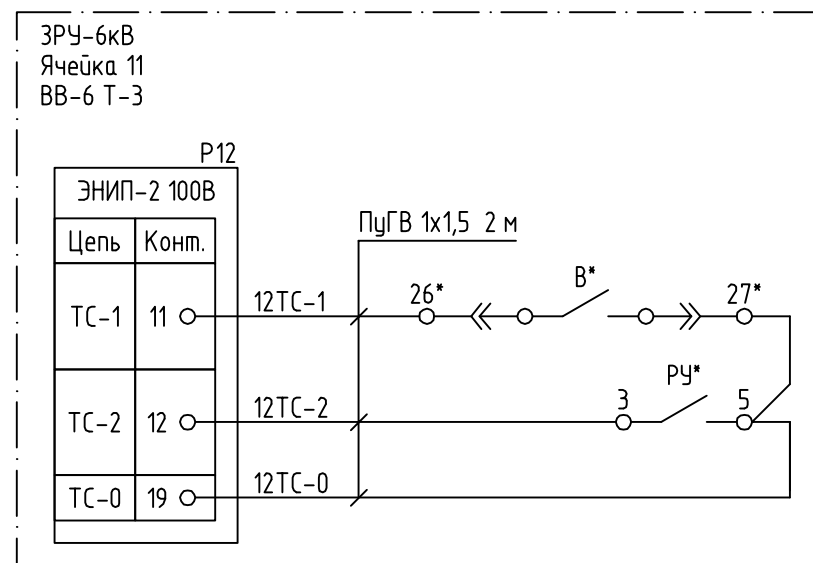 ЗРУ-6кВ
Ячейка 11
ВВ-6 Т-3
P12
ЭНИП-2 100В
Цепь Конт.
ПуГВ 1х1,5 2 м
ТС-1 11 12ТС-1 26* В* 27*
РУ*
ТС-2 12 12ТС-2 3 5
ТС-0 19 12ТС-0